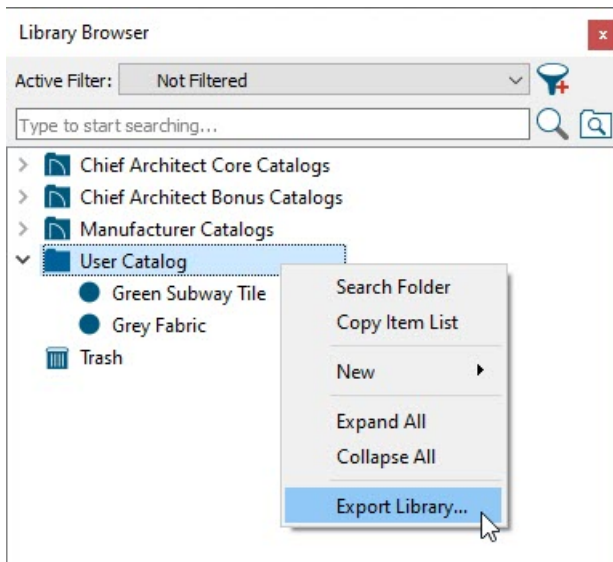 Library Browser
x
Active Filter: Not Filtered
Type to start searching...
Chief Architect Core Catalogs
Chief Architect Bonus Catalogs
Manufacturer Catalogs
User Catalog
Green Subway Tile
Grey Fabric
Trash
Search Folder
Copy Item List
New
Expand All
Collapse All
Export Library...